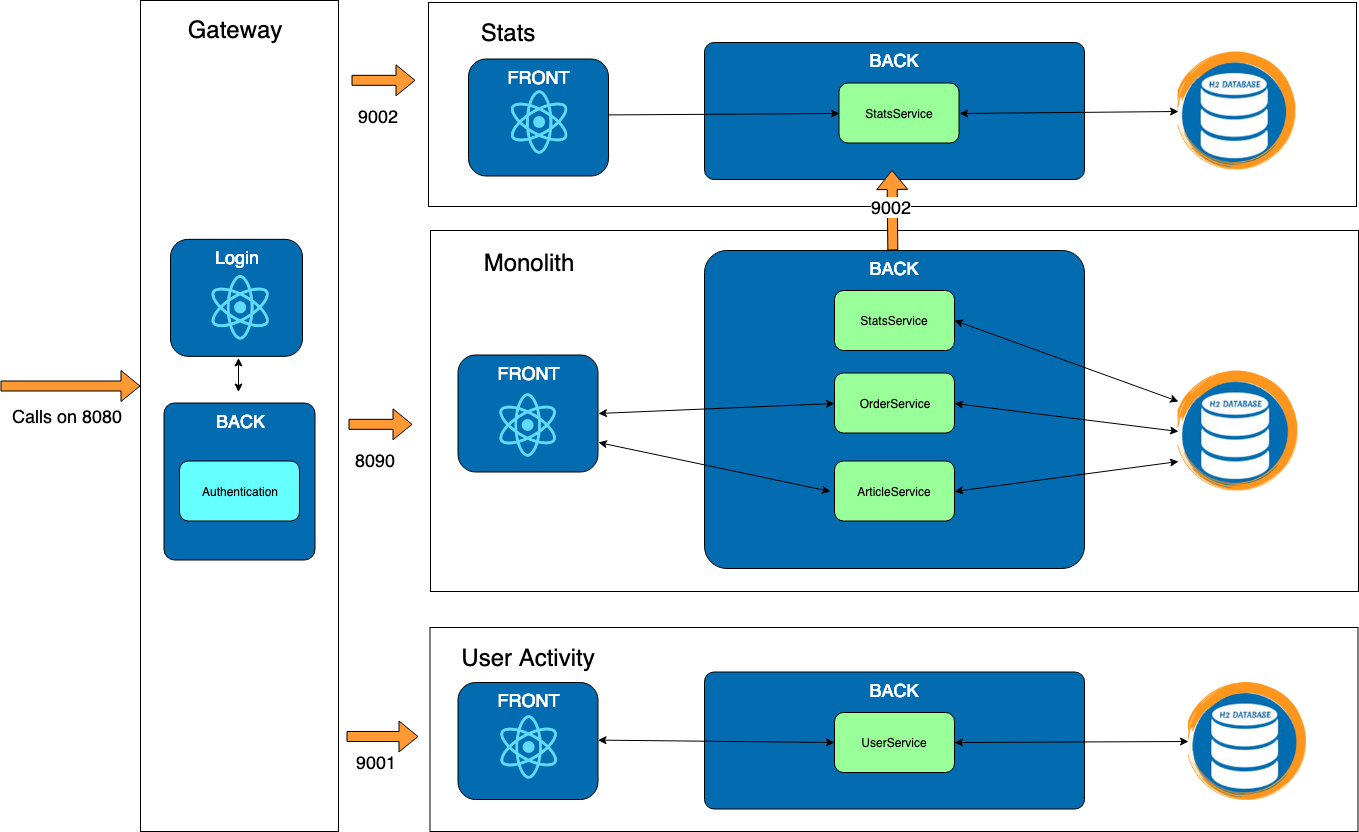 Gateway
Login
BACK
Authentication
Calls on 8080
9002
8090
9001
Stats
FRONT
BACK
StatsService
H2 DATABASE
9002
Monolith
FRONT
BACK
StatsService
OrderService
ArticleService
H2 DATABASE
User Activity
FRONT
BACK
UserService
H2 DATABASE